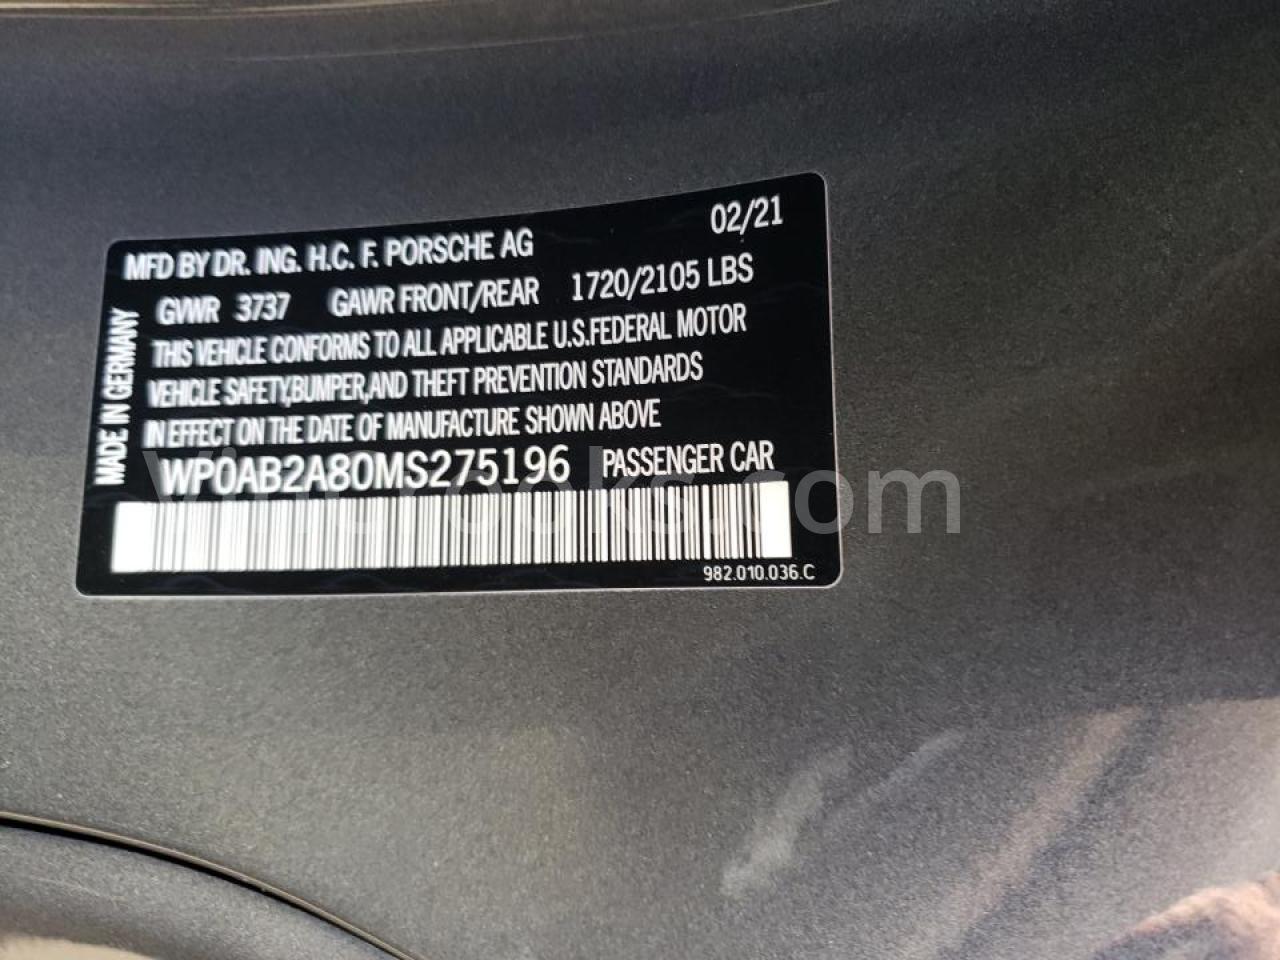 02/21
MFD BY DR. ING. H.C. F. PORSCHE AG
GVWR 3737 GAWR FRONT/REAR 1720/2105 LBS
THIS VEHICLE CONFORMS TO ALL APPLICABLE U.S.FEDERAL MOTOR
VEHICLE SAFETY,BUMPER,AND THEFT PREVENTION STANDARDS
IN EFFECT ON THE DATE OF MANUFACTURE SHOWN ABOVE
WP0AB2A80MS275196 PASSENGER CAR
982.010.036.C
MADE IN GERMANY